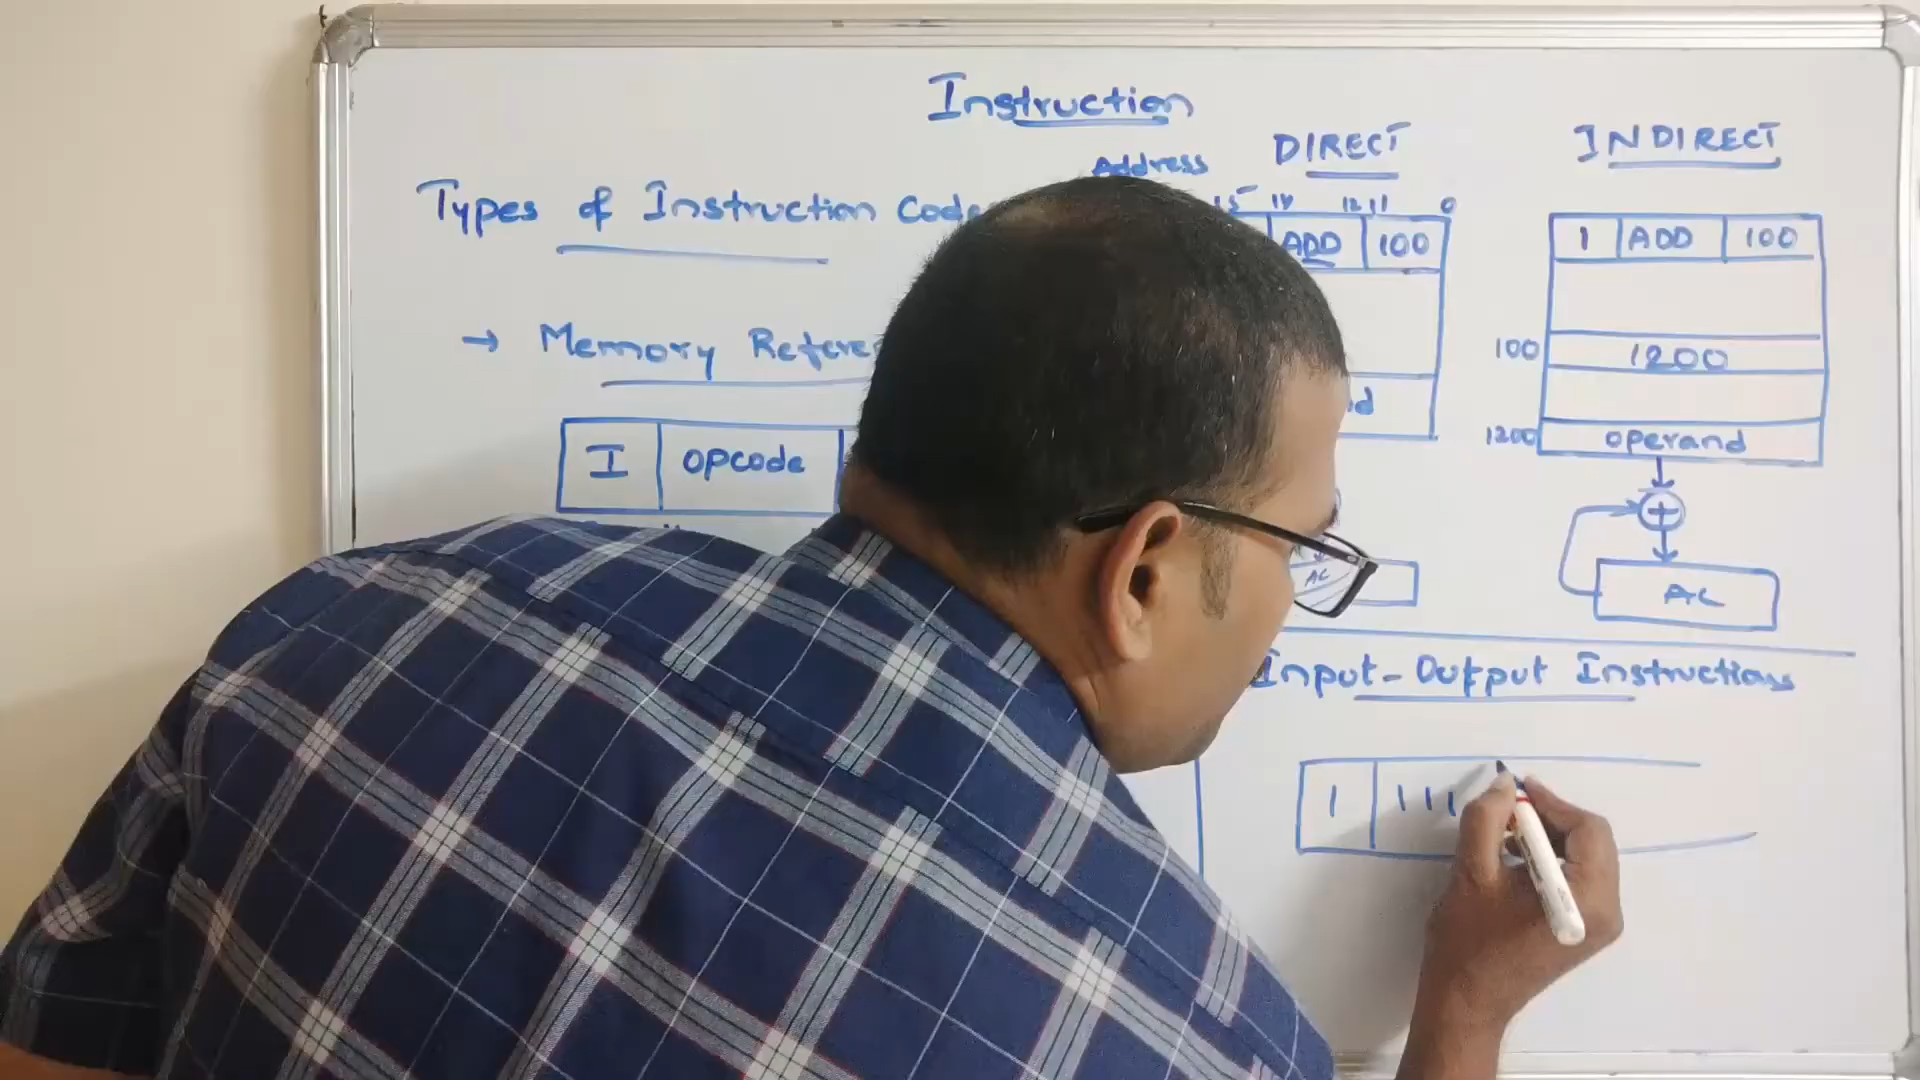 Instruction
Types of Instruction Code
→ Memory
I opcode
Address
DIRECT
14 12 11 0
ADD 100
AC
INDIRECT
1 ADD 100
100 1200
1200 operand
+
AC
Input-Output Instructions
1 111